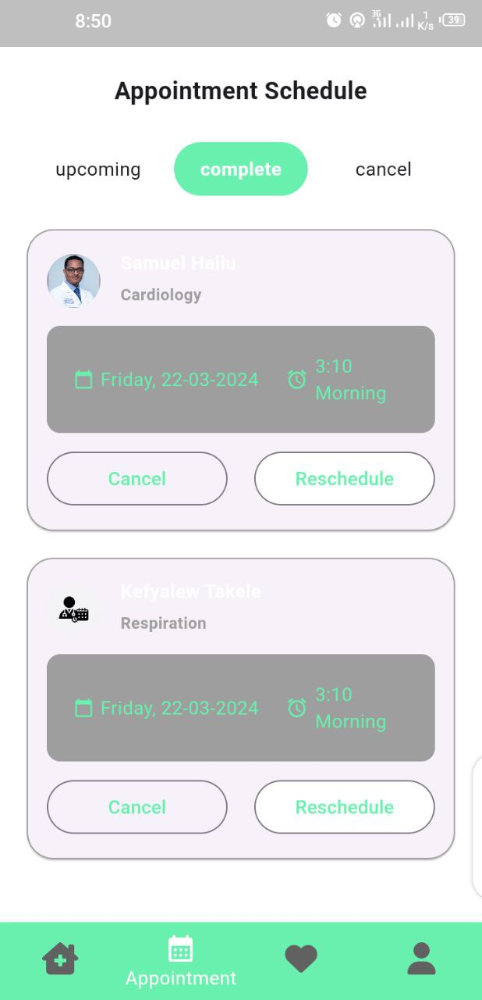 8:50
3G
1
K/s
39
Appointment Schedule
upcoming
complete
cancel
Samuel Hailu
Cardiology
Friday, 22-03-2024
3:10
Morning
Cancel
Reschedule
Kefyalew Takele
Respiration
Friday, 22-03-2024
3:10
Morning
Cancel
Reschedule
Appointment